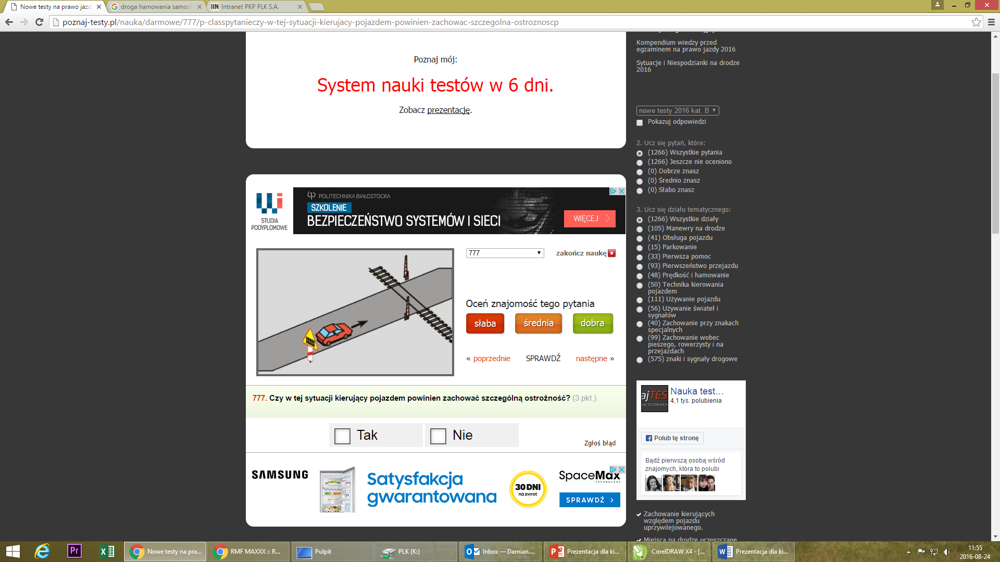 Nowe testy na prawo jazd
droga hamowania samoch
IIN Intranet PKP PLK S.A.
poznaj-testy.pl/nauka/darmowe/777/p-classpytanieczy-w-tej-sytuacji-kierujacy-pojazdem-powinien-zachowac-szczegolna-ostroznoscp
Poznaj mój:
System nauki testów w 6 dni.
Zobacz prezentację.
STUDIA
PODYPLOMOWE
POLITECHNIKA BIAŁOSTOCKA
SZKOLENIE
BEZPIECZEŃSTWO SYSTEMÓW I SIECI
WIĘCEJ
777
zakończ naukę
Oceń znajomość tego pytania
słaba
średnia
dobra
« poprzednie
SPRAWDŹ
następne »
777. Czy w tej sytuacji kierujący pojazdem powinien zachować szczególną ostrożność? (3 pkt.)
Tak
Nie
Zgłoś błąd
SAMSUNG
Satysfakcja
gwarantowana
30 DNI
na zwrot
SpaceMax
TECHNOLOGY
SPRAWDŹ >
Kompendium wiedzy przed
egzaminem na prawo jazdy 2016
Sytuacje i Niespodzianki na drodze
2016
nowe testy 2016 kat. B
Pokazuj odpowiedzi
2. Ucz się pytań, które:
(1266) Wszystkie pytania
(1266) Jeszcze nie oceniono
(0) Dobrze znasz
(0) Średnio znasz
(0) Słabo znasz
3. Ucz się działu tematycznego:
(1266) Wszystkie działy
(105) Manewry na drodze
(41) Obsługa pojazdu
(15) Parkowanie
(33) Pierwsza pomoc
(93) Pierwszeństwo przejazdu
(48) Prędkość i hamowanie
(50) Technika kierowania
pojazdem
(111) Używanie pojazdu
(56) Używanie świateł i
sygnałów
(40) Zachowanie przy znakach
specjalnych
(99) Zachowanie wobec
pieszego, rowerzysty i na
przejazdach
(575) znaki i sygnały drogowe
ajTES
UKI TESTÓW NA P
Nauka test…
4,1 tys. polubienia
Polub tę stronę
Bądź pierwszą osobą wśród
znajomych, która to polubi
Zachowanie kierujących
względem pojazdu
uprzywilejowanego.
Miejsca na drodze uczęszczane
Pr
Nowe testy na pra...
RMF MAXXX :: R...
Pulpit
PLK (K:)
Inbox — Damian....
Prezentacja dla ki...
CorelDRAW X4 - [...
Prezentacja dla ki...
11:55
2016-08-24